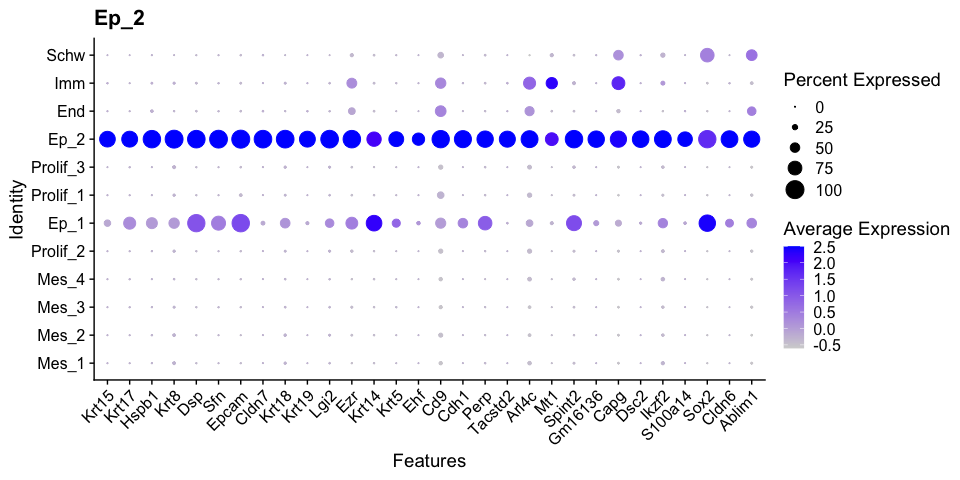 Ep_2
Identity
Schw
Imm
End
Ep_2
Prolif_3
Prolif_1
Ep_1
Prolif_2
Mes_4
Mes_3
Mes_2
Mes_1
Krt15
Krt17
Hspb1
Krt8
Dsp
Sfn
Epcam
Cldn7
Krt18
Krt19
Lgi2
Ezr
Krt14
Krt5
Ehf
Cd9
Cdh1
Perp
Tacstd2
Arl4c
Mt1
Spint2
Gm16136
Capg
Dsc2
Ikzf2
S100a14
Sox2
Cldn6
Ablim1
Features
Percent Expressed
0
25
50
75
100
Average Expression
2.5
2.0
1.5
1.0
0.5
0.0
-0.5